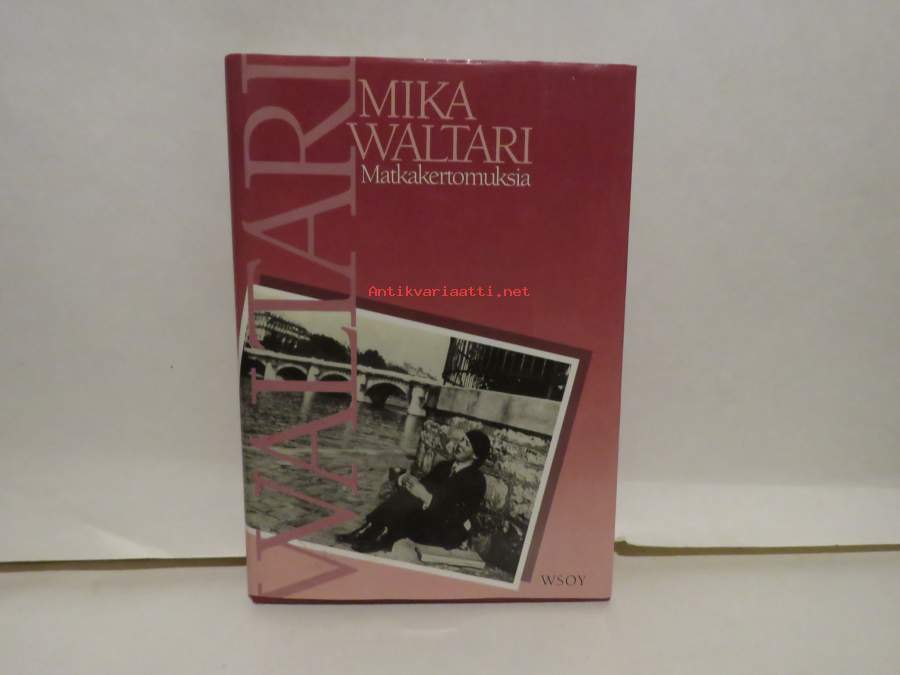 WALTARI
MIKA
WALTARI
Matkakertomuksia
Antikvariaatti.net
WSOY